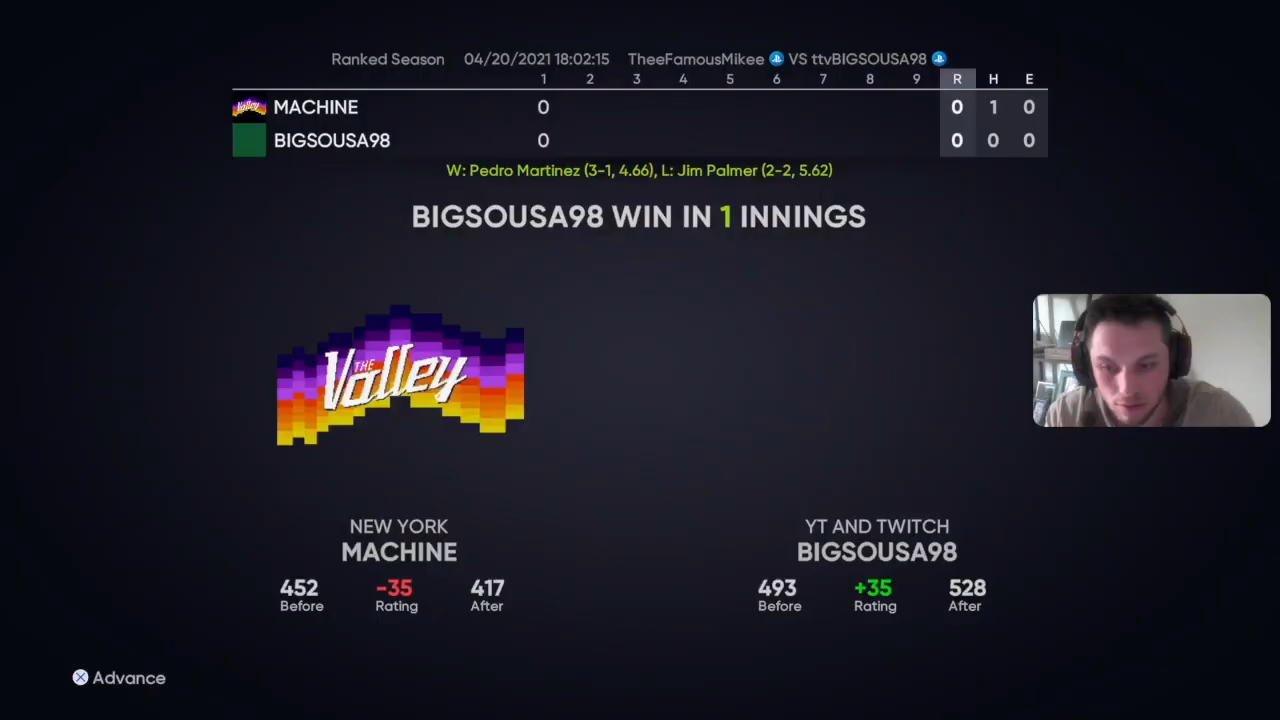 Ranked Season 04/20/2021 18:02:15 TheeFamousMikee VS ttvBIGSOUSA98
1 2 3 4 5 6 7 8 9 R H E
Valley MACHINE 0 0 1 0
BIGSOUSA98 0 0 0 0
W: Pedro Martinez (3-1, 4.66), L: Jim Palmer (2-2, 5.62)
BIGSOUSA98 WIN IN 1 INNINGS
THE
Valley
NEW YORK
MACHINE
452 -35 417
Before Rating After
YT AND TWITCH
BIGSOUSA98
493 +35 528
Before Rating After
Advance